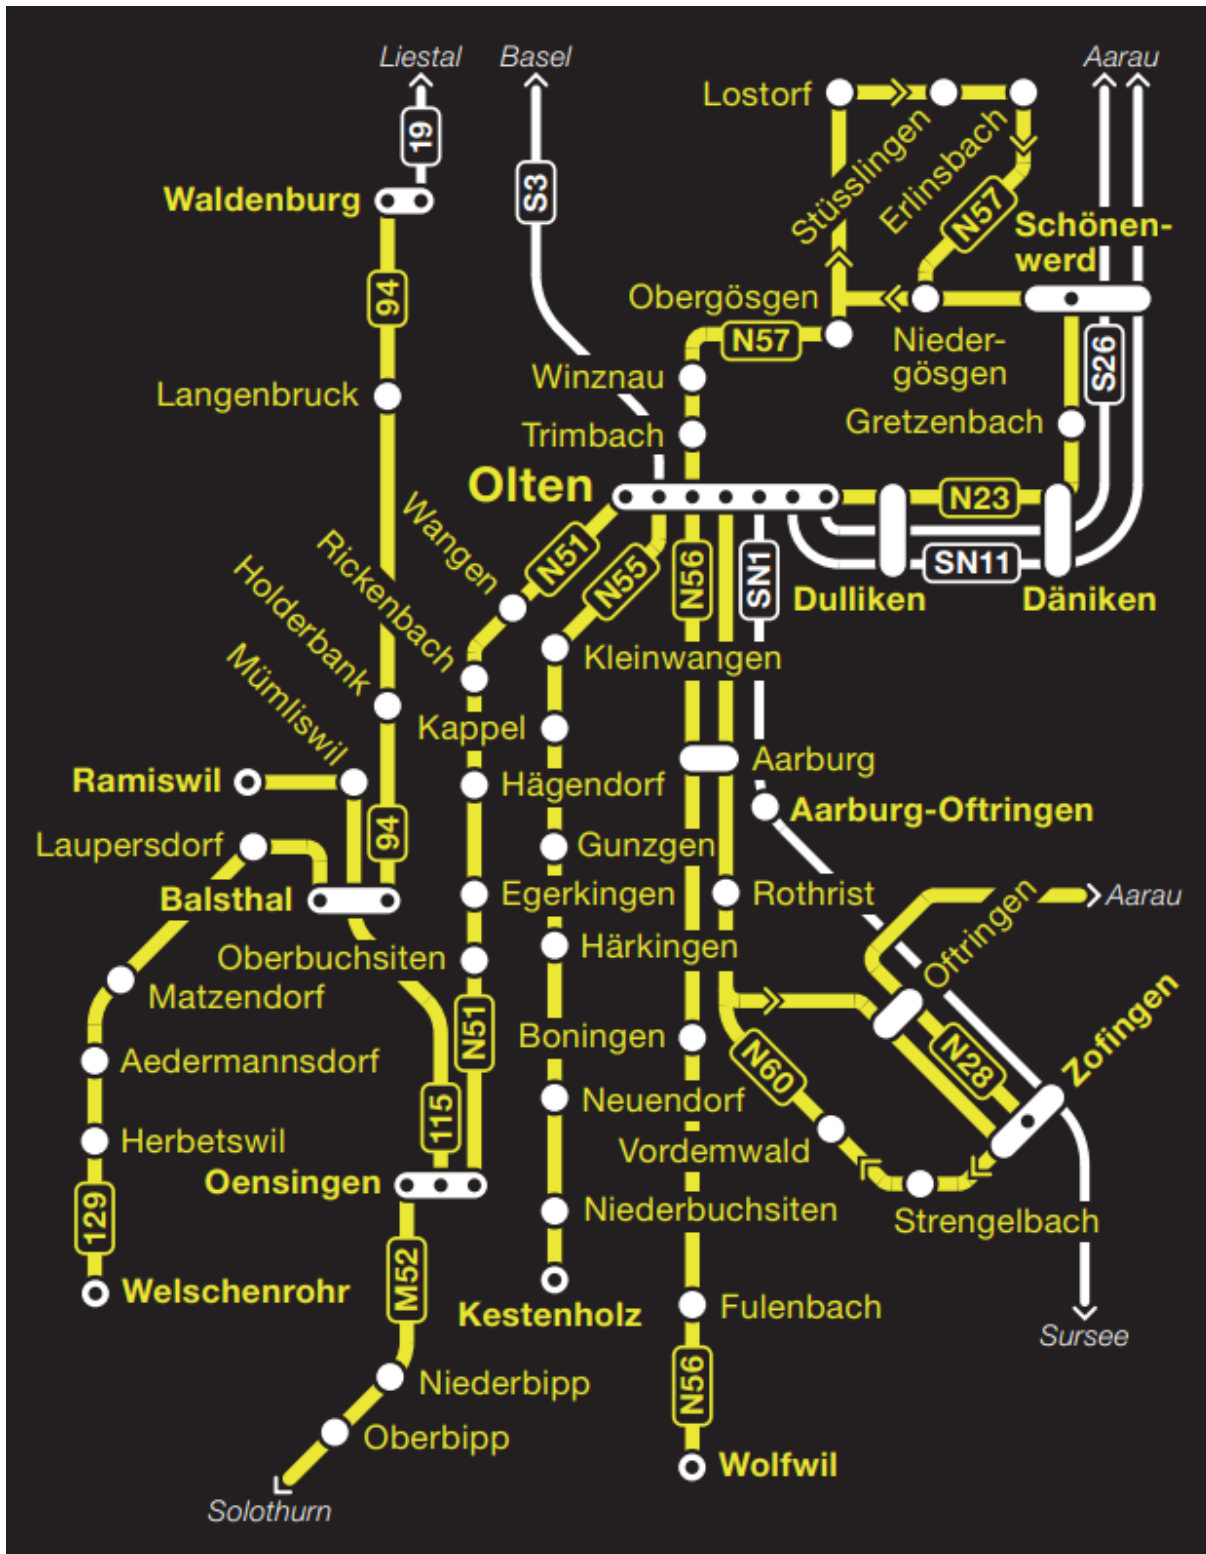 Liestal
Basel
Aarau
Lostorf
19
S3
Stüsslingen
Erlinsbach
N57
Waldenburg
Schönen-
werd
94
Obergösgen
N57
Nieder-
gösgen
S26
Winznau
Langenbruck
Gretzenbach
Trimbach
Olten
N23
Wangen
N51
N55
N56
SN1
SN11
Dulliken
Däniken
Rickenbach
Holderbank
Kleinwangen
Mümliswil
Kappel
Aarburg
Ramiswil
Hägendorf
Aarburg-Oftringen
94
Laupersdorf
Gunzgen
Balsthal
Egerkingen
Rothrist
Aarau
Oberbuchsiten
Härkingen
Oftringen
Matzendorf
N51
Boningen
Zofingen
Aedermannsdorf
N60
N28
115
Neuendorf
Herbetswil
Vordemwald
Oensingen
129
Niederbuchsiten
Strengelbach
M52
Welschenrohr
Kestenholz
Fulenbach
Sursee
Niederbipp
N56
Oberbipp
Wolfwil
Solothurn